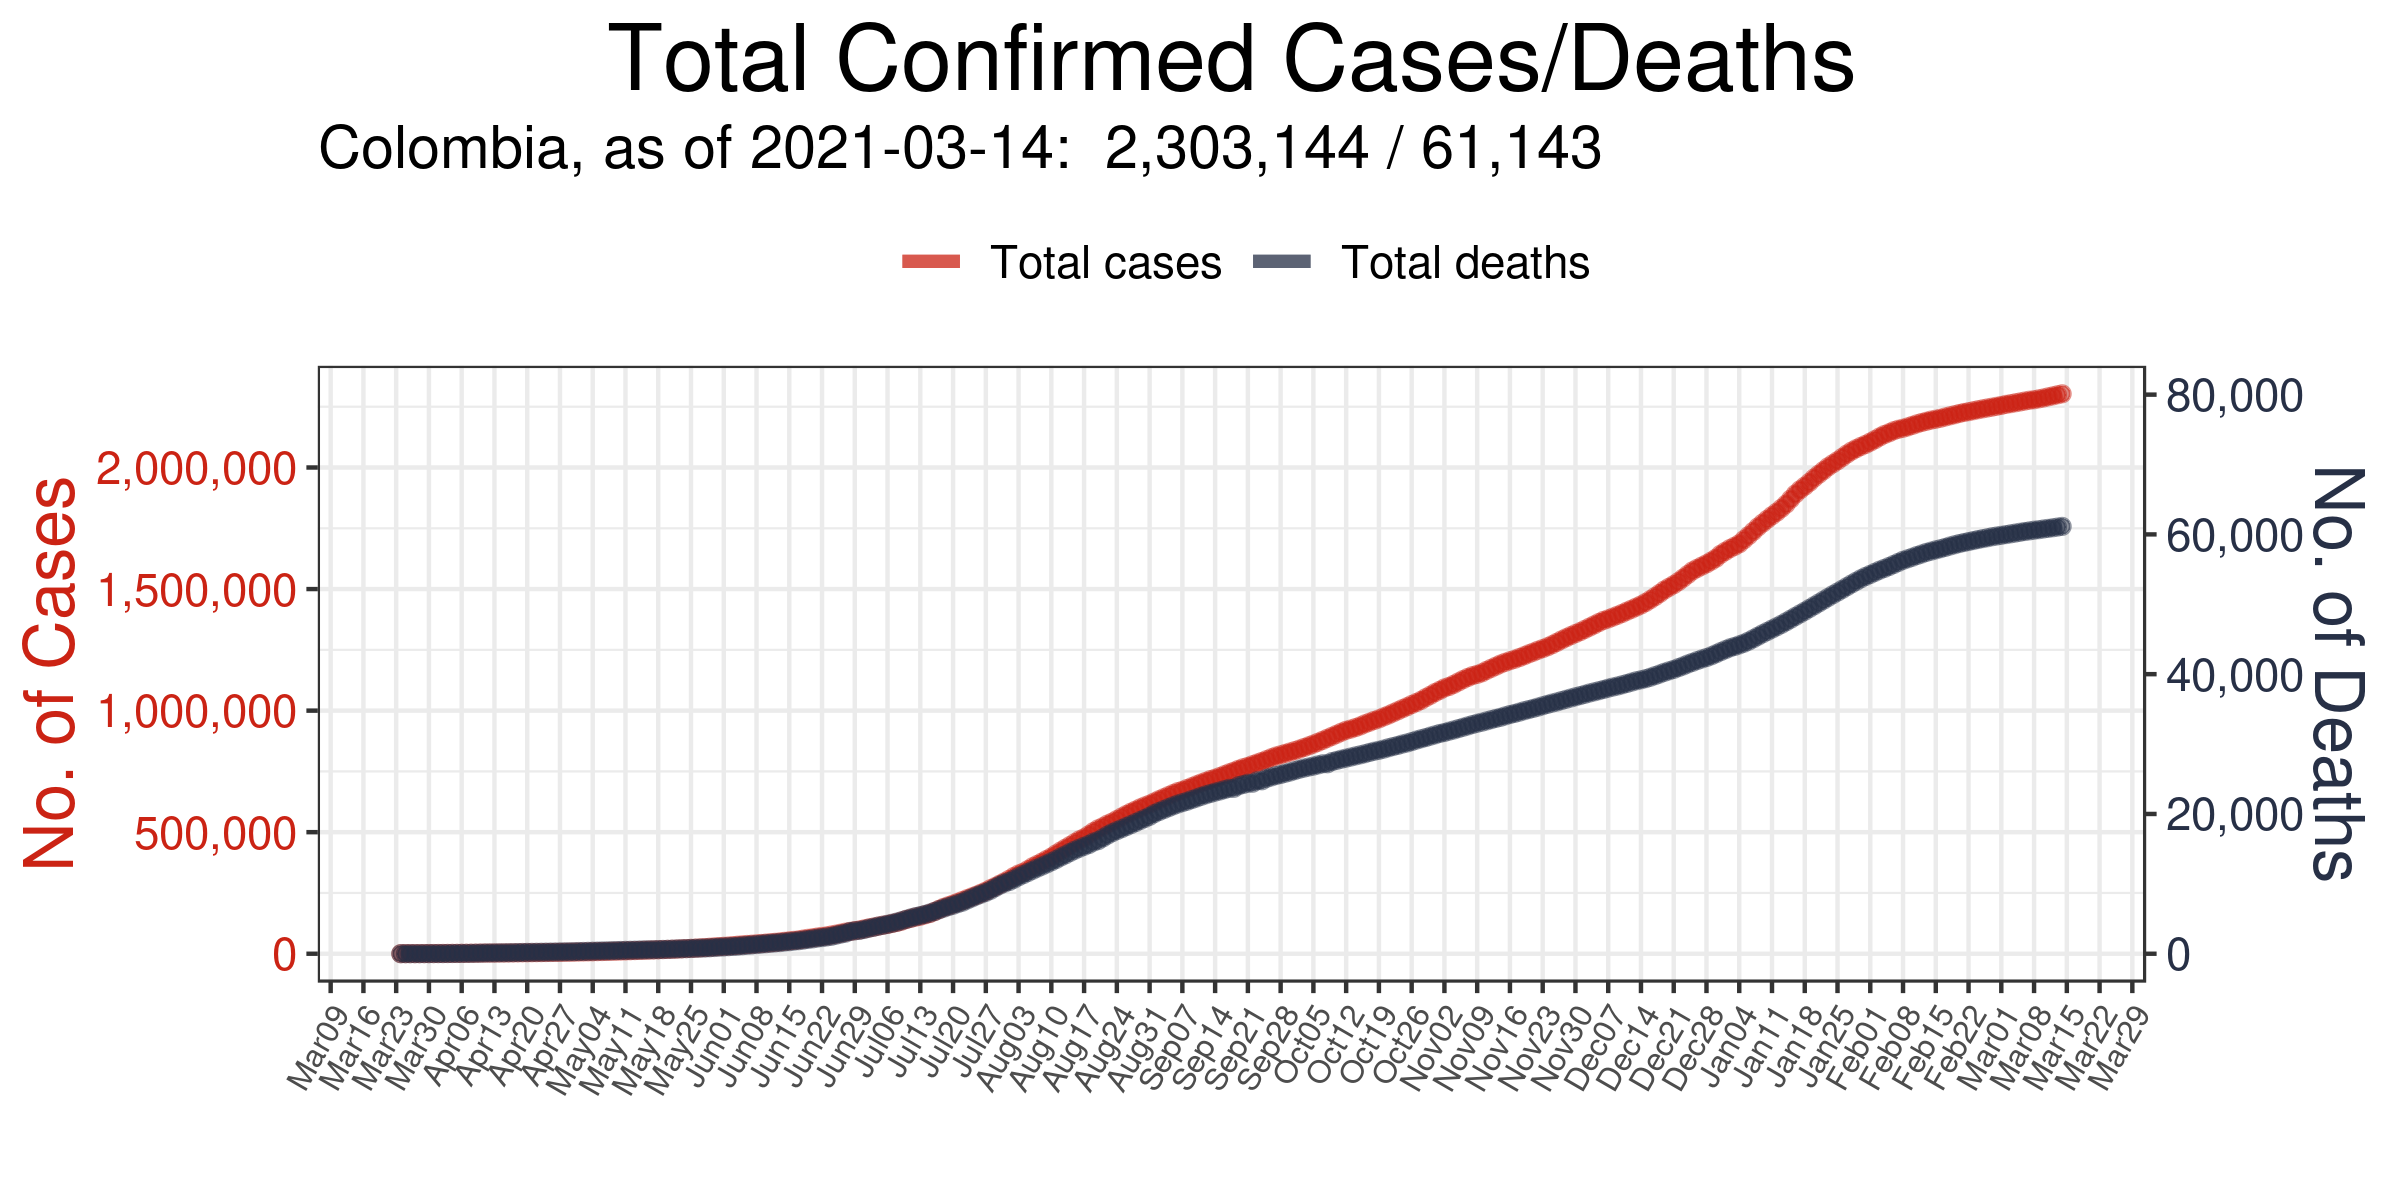 Total Confirmed Cases/Deaths
Colombia, as of 2021-03-14:  2,303,144 / 61,143
Total cases
Total deaths
No. of Cases
2,000,000
1,500,000
1,000,000
500,000
0
80,000
60,000
40,000
20,000
0
No. of Deaths
Mar09
Mar16
Mar23
Mar30
Apr06
Apr13
Apr20
Apr27
May04
May11
May18
May25
Jun01
Jun08
Jun15
Jun22
Jun29
Jul06
Jul13
Jul20
Jul27
Aug03
Aug10
Aug17
Aug24
Aug31
Sep07
Sep14
Sep21
Sep28
Oct05
Oct12
Oct19
Oct26
Nov02
Nov09
Nov16
Nov23
Nov30
Dec07
Dec14
Dec21
Dec28
Jan04
Jan11
Jan18
Jan25
Feb01
Feb08
Feb15
Feb22
Mar01
Mar08
Mar15
Mar22
Mar29